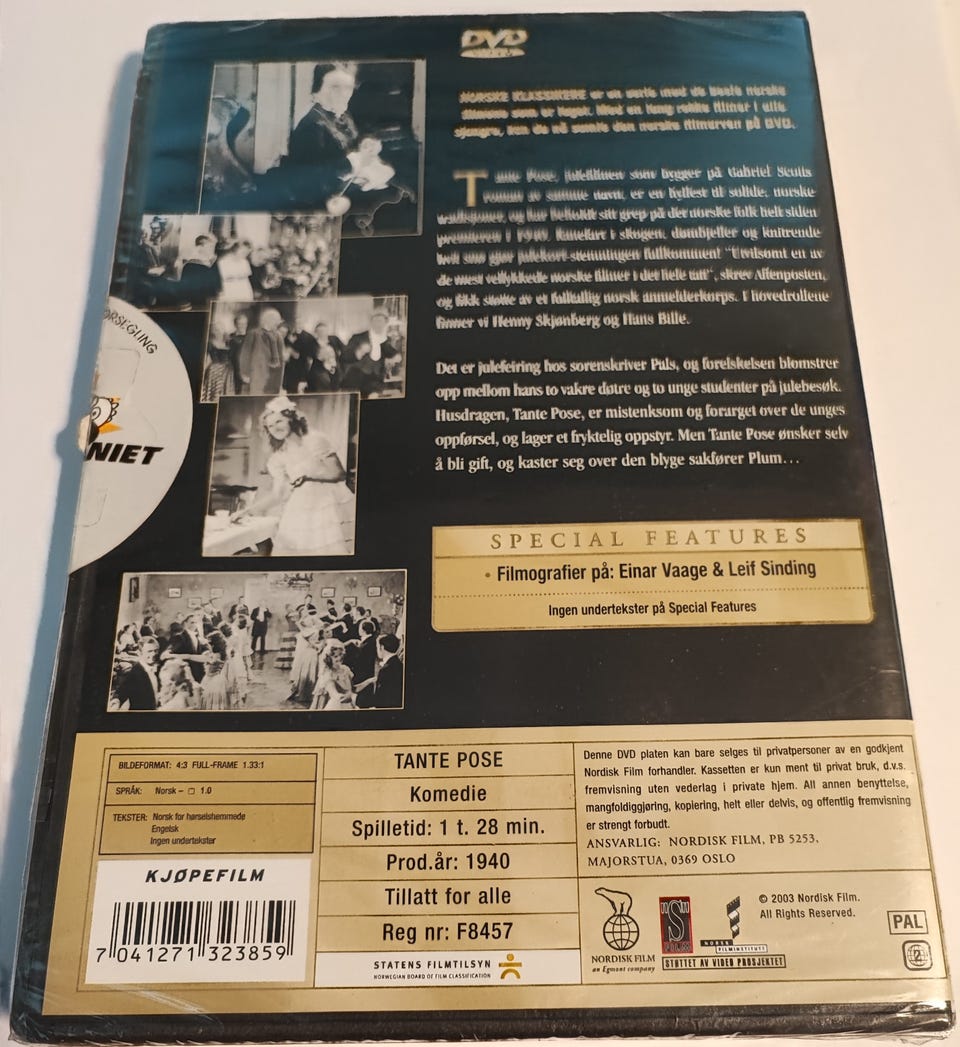 DVD
VIDEO
NORSKE KLASSIKERE er en serie med de beste norske
filmene som er laget. Med en lang rekke filmer i alle
sjangre, kan du nå samle den norske filmarven på DVD.
Tante Pose, julefilmen som bygger på Gabriel Scotts
roman av samme navn, er en hyllest til solide, norske
tradisjoner, og har beholdt sitt grep på det norske folk helt siden
premieren i 1940. Kanefart i skogen, dombjeller og knitrende
hvit snø gjør julekort-stemningen fullkommen! "Utvilsomt en av
de mest vellykkede norske filmer i det hele tatt", skrev Aftenposten,
og fikk støtte av et fulltallig norsk anmelderkorps. I hovedrollene
finner vi Henny Skjønberg og Hans Bille.
Det er julefeiring hos sorenskriver Puls, og forelskelsen blomstrer
opp mellom hans to vakre døtre og to unge studenter på julebesøk.
Husdragen, Tante Pose, er mistenksom og forarget over de unges
oppførsel, og lager et fryktelig oppstyr. Men Tante Pose ønsker selv
å bli gift, og kaster seg over den blyge sakfører Plum...
ORSEGLING
NIET
SPECIAL FEATURES
• Filmografier på: Einar Vaage & Leif Sinding
Ingen undertekster på Special Features
BILDEFORMAT: 4:3 FULL-FRAME 1.33:1
SPRÅK: Norsk – 1.0
TEKSTER: Norsk for hørselshemmede
Engelsk
Ingen undertekster
KJØPEFILM
7 041271 323859
TANTE POSE
Komedie
Spilletid: 1 t. 28 min.
Prod.år: 1940
Tillatt for alle
Reg nr: F8457
STATENS FILMTILSYN
NORWEGIAN BOARD OF FILM CLASSIFICATION
Denne DVD platen kan bare selges til privatpersoner av en godkjent
Nordisk Film forhandler. Kassetten er kun ment til privat bruk, d.v.s.
fremvisning uten vederlag i private hjem. All annen benyttelse,
mangfoldiggjøring, kopiering, helt eller delvis, og offentlig fremvisning
er strengt forbudt.
ANSVARLIG: NORDISK FILM, PB 5253,
MAJORSTUA, 0369 OSLO
NORDISK FILM
an Egmont company
S
FILM
NORSK
FILMINSTITUTT
STØTTET AV VIDEO PROSJEKTET
© 2003 Nordisk Film.
All Rights Reserved.
PAL
2